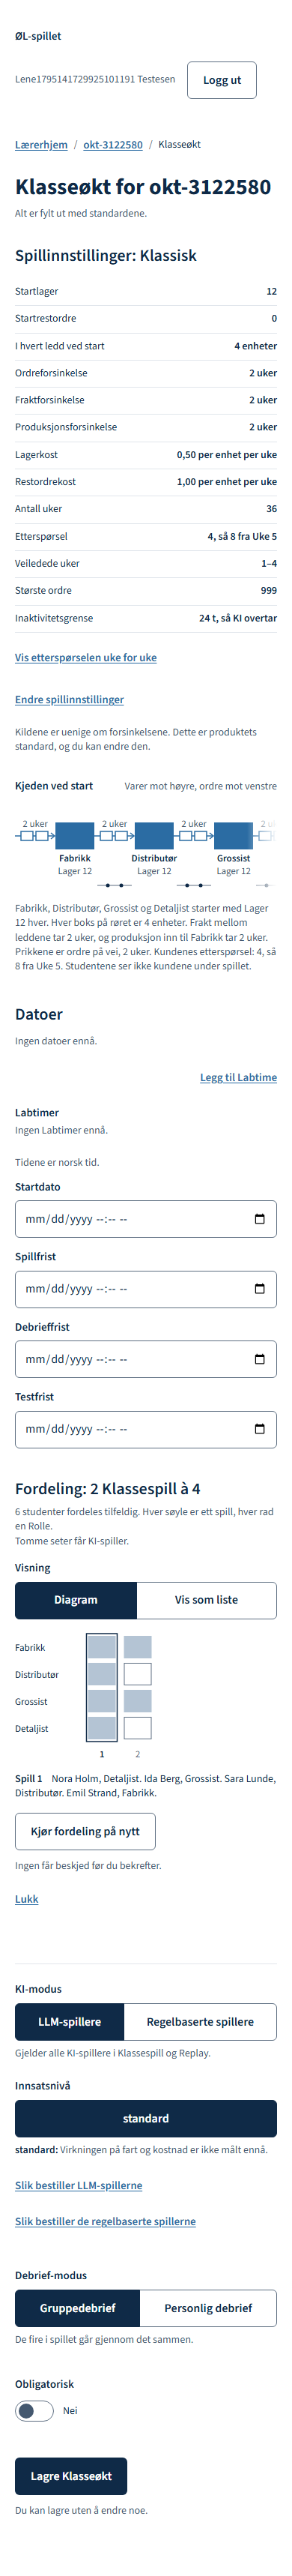 ØL-spillet
Lene1795141729925101191 Testesen
Logg ut
Lærerhjem / okt-3122580 / Klasseøkt
Klasseøkt for okt-3122580
Alt er fylt ut med standardene.
Spillinnstillinger: Klassisk
Startlager 12
Startrestordre 0
I hvert ledd ved start 4 enheter
Ordreforsinkelse 2 uker
Fraktforsinkelse 2 uker
Produksjonsforsinkelse 2 uker
Lagerkost 0,50 per enhet per uke
Restordrekost 1,00 per enhet per uke
Antall uker 36
Etterspørsel 4, så 8 fra Uke 5
Veiledede uker 1–4
Største ordre 999
Inaktivitetsgrense 24 t, så KI overtar
Vis etterspørselen uke for uke
Endre spillinnstillinger
Kildene er uenige om forsinkelsene. Dette er produktets
standard, og du kan endre den.
Kjeden ved start Varer mot høyre, ordre mot venstre
2 uker 2 uker 2 uker 2 u
Fabrikk Distributør Grossist
Lager 12 Lager 12 Lager 12
Fabrikk, Distributør, Grossist og Detaljist starter med Lager
12 hver. Hver boks på røret er 4 enheter. Frakt mellom
leddene tar 2 uker, og produksjon inn til Fabrikk tar 2 uker.
Prikkene er ordre på vei, 2 uker. Kundenes etterspørsel: 4, så
8 fra Uke 5. Studentene ser ikke kundene under spillet.
Datoer
Ingen datoer ennå.
Legg til Labtime
Labtimer
Ingen Labtimer ennå.
Tidene er norsk tid.
Startdato
mm/dd/yyyy --:-- --
Spillfrist
mm/dd/yyyy --:-- --
Debrieffrist
mm/dd/yyyy --:-- --
Testfrist
mm/dd/yyyy --:-- --
Fordeling: 2 Klassespill à 4
6 studenter fordeles tilfeldig. Hver søyle er ett spill, hver rad
en Rolle.
Tomme seter får KI-spiller.
Visning
Diagram Vis som liste
Fabrikk
Distributør
Grossist
Detaljist
1 2
Spill 1 Nora Holm, Detaljist. Ida Berg, Grossist. Sara Lunde,
Distributør. Emil Strand, Fabrikk.
Kjør fordeling på nytt
Ingen får beskjed før du bekrefter.
Lukk
KI-modus
LLM-spillere Regelbaserte spillere
Gjelder alle KI-spillere i Klassespill og Replay.
Innsatsnivå
standard
standard: Virkningen på fart og kostnad er ikke målt ennå.
Slik bestiller LLM-spillerne
Slik bestiller de regelbaserte spillerne
Debrief-modus
Gruppedebrief Personlig debrief
De fire i spillet går gjennom det sammen.
Obligatorisk
Nei
Lagre Klasseøkt
Du kan lagre uten å endre noe.